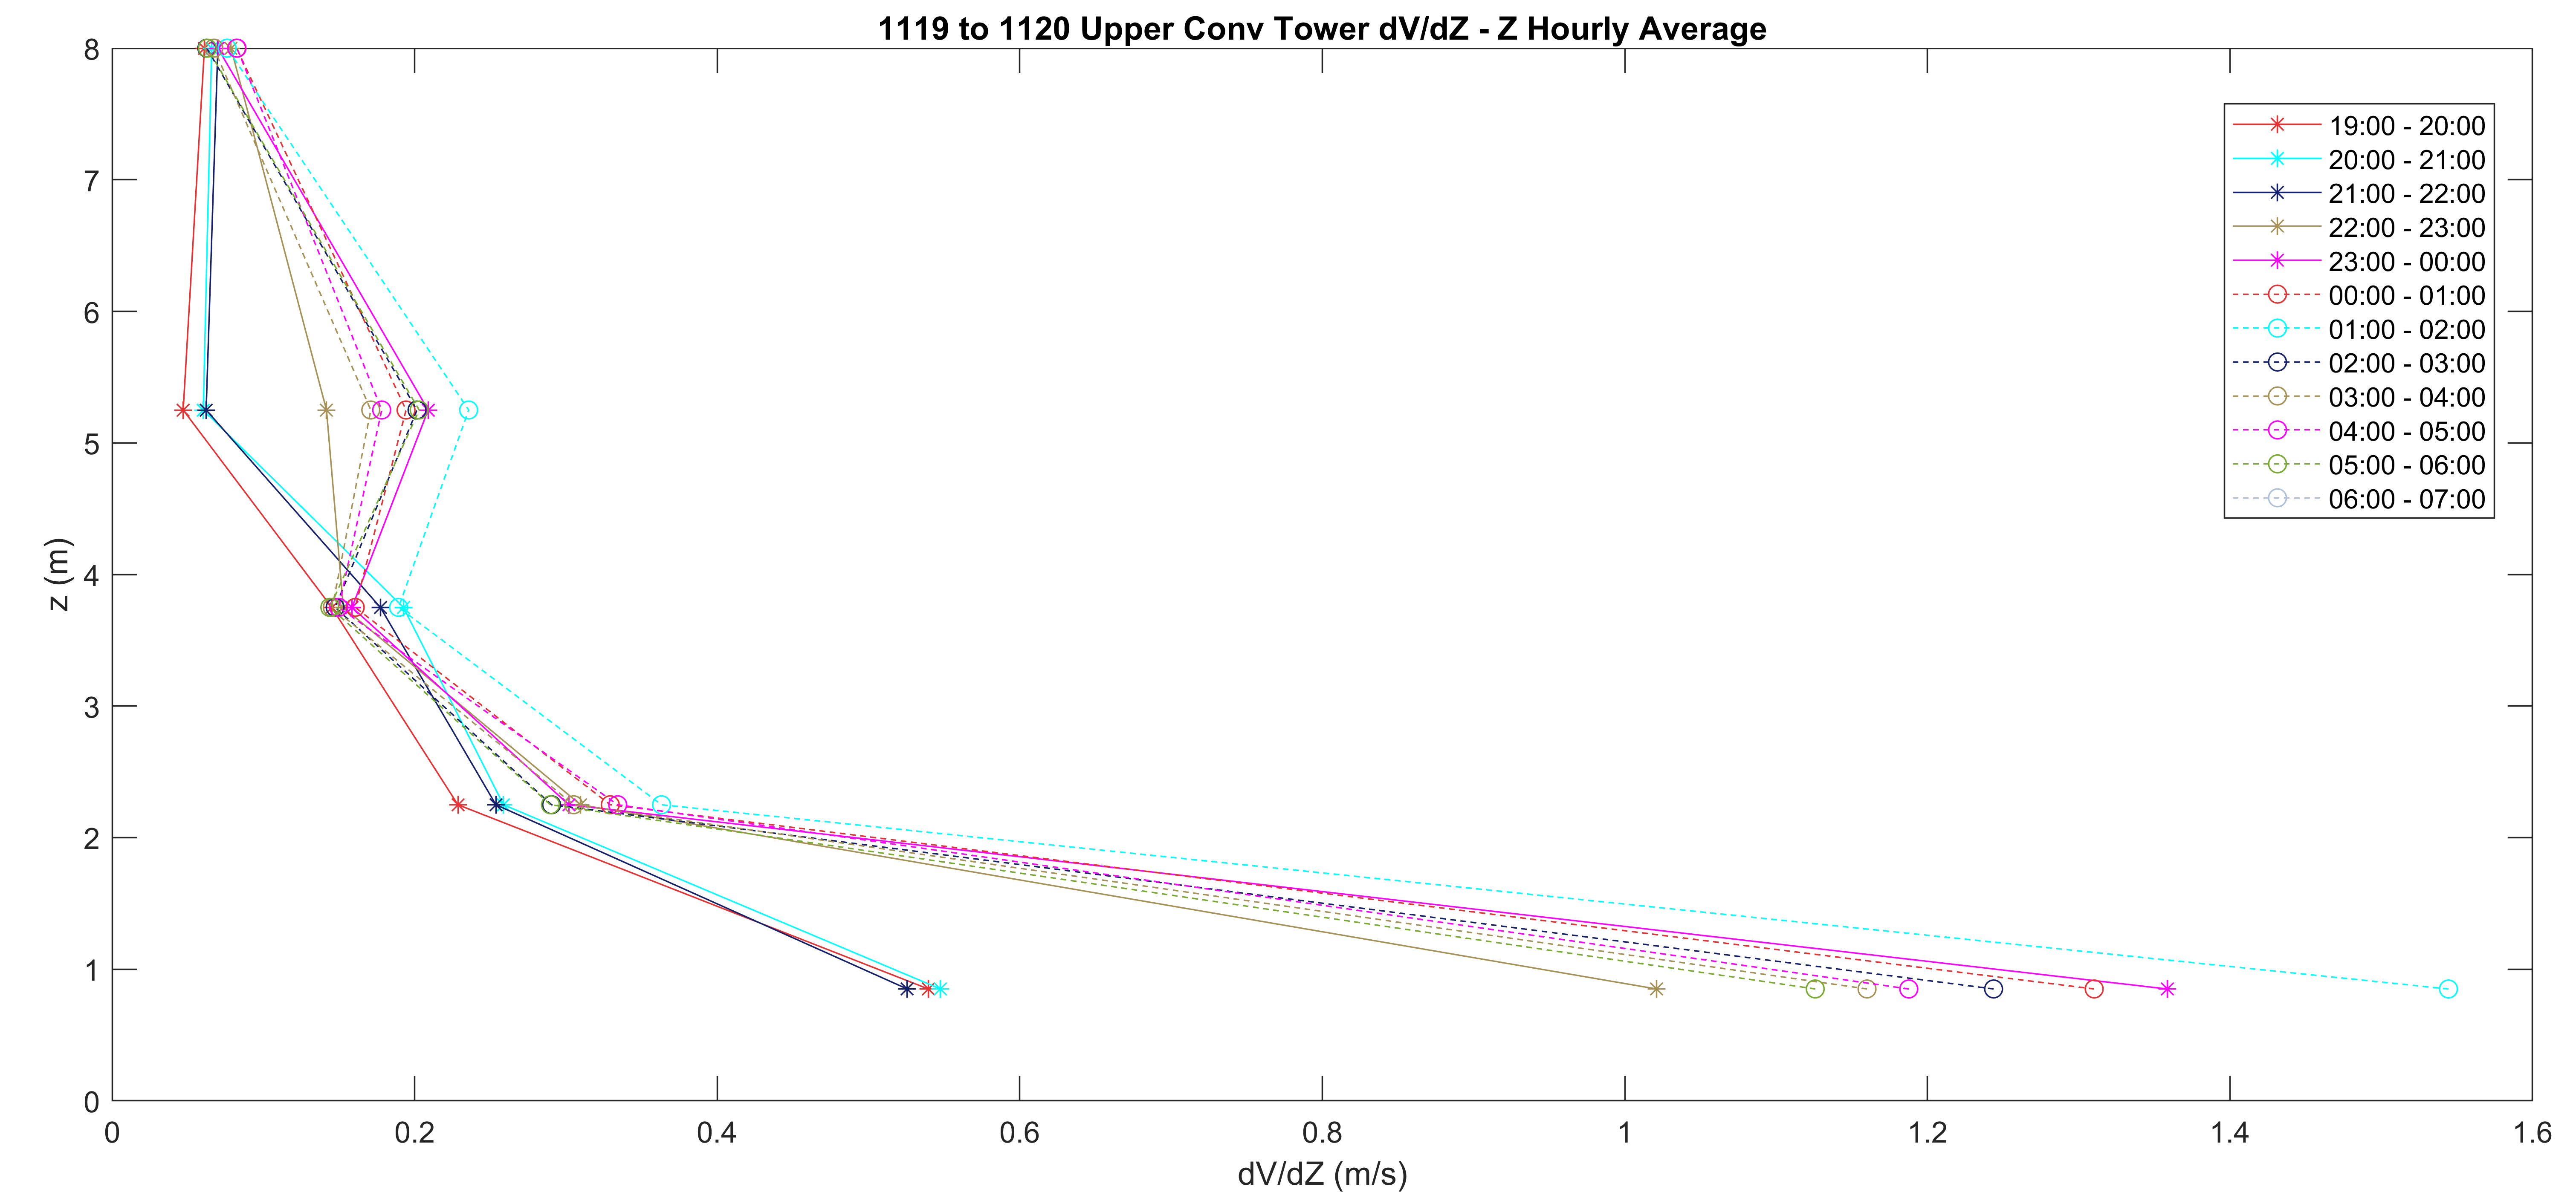 1119 to 1120 Upper Conv Tower dV/dZ - Z Hourly Average
8
7
6
5
4
3
2
1
0
z (m)
19:00 - 20:00
20:00 - 21:00
21:00 - 22:00
22:00 - 23:00
23:00 - 00:00
00:00 - 01:00
01:00 - 02:00
02:00 - 03:00
03:00 - 04:00
04:00 - 05:00
05:00 - 06:00
06:00 - 07:00
0 0.2 0.4 0.6 0.8 1 1.2 1.4 1.6
dV/dZ (m/s)